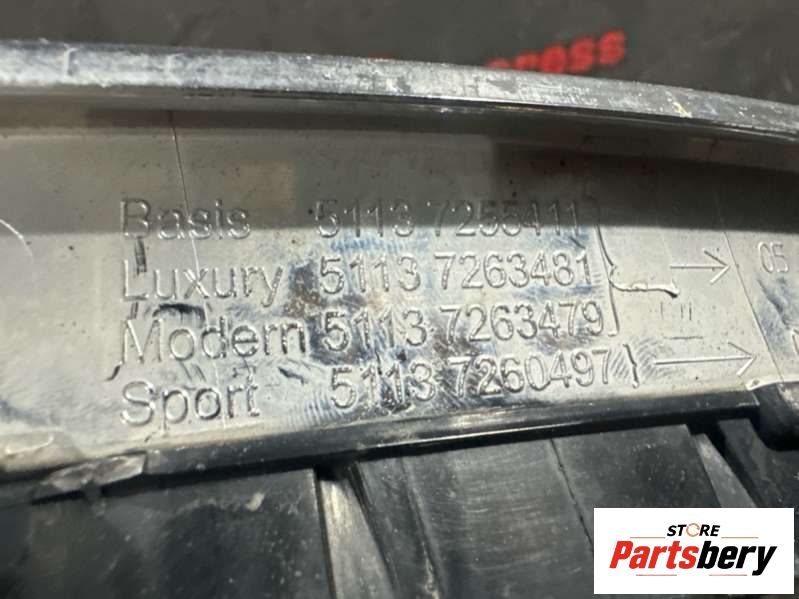 Basis 5113 7255411
Luxury 5113 7263481 05
Modern 5113 7263479
Sport 5113 7260497
STORE
Partsbery